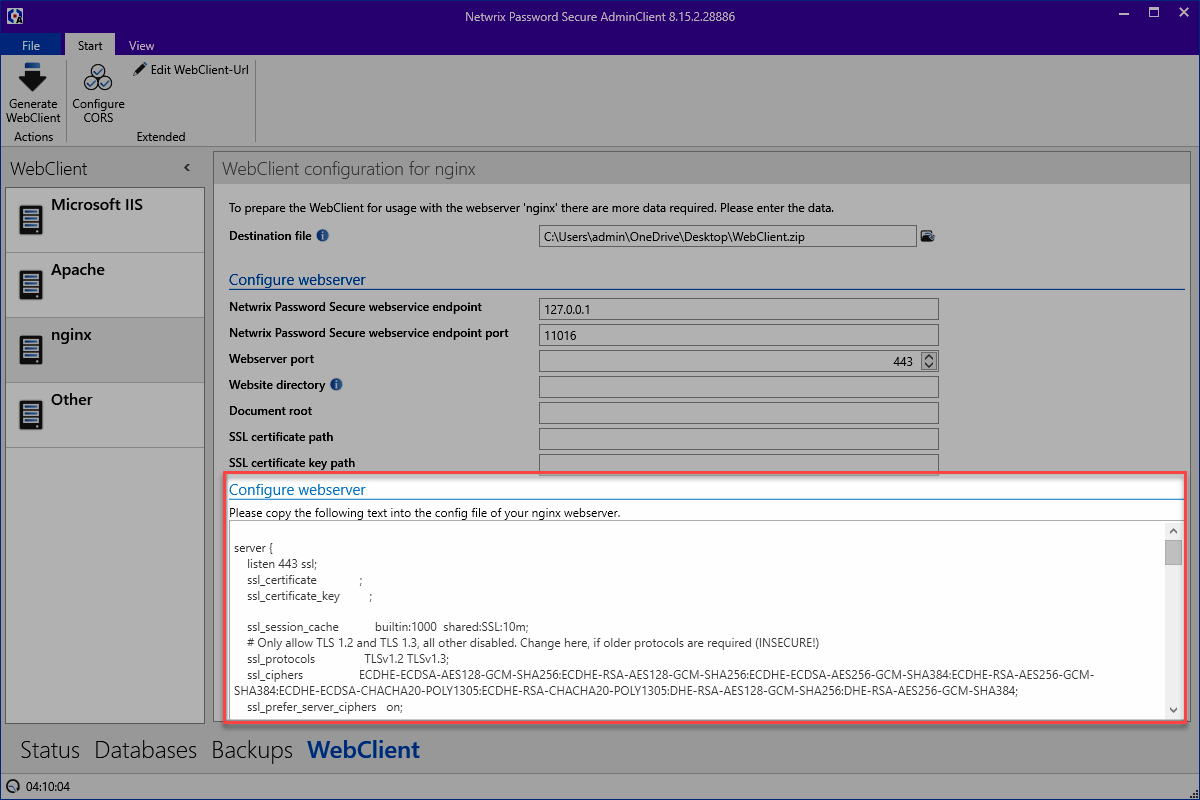 Netwrix Password Secure AdminClient 8.15.2.28886
File Start View
Generate WebClient
Configure CORS
Edit WebClient-Url
Actions
Extended
WebClient
Microsoft IIS
Apache
nginx
Other
WebClient configuration for nginx
To prepare the WebClient for usage with the webserver 'nginx' there are more data required. Please enter the data.
Destination file C:\Users\admin\OneDrive\Desktop\WebClient.zip
Configure webserver
Netwrix Password Secure webservice endpoint 127.0.0.1
Netwrix Password Secure webservice endpoint port 11016
Webserver port 443
Website directory
Document root
SSL certificate path
SSL certificate key path
Configure webserver
Please copy the following text into the config file of your nginx webserver.
server {
listen 443 ssl;
ssl_certificate ;
ssl_certificate_key ;
ssl_session_cache builtin:1000 shared:SSL:10m;
# Only allow TLS 1.2 and TLS 1.3, all other disabled. Change here, if older protocols are required (INSECURE!)
ssl_protocols TLSv1.2 TLSv1.3;
ssl_ciphers ECDHE-ECDSA-AES128-GCM-SHA256:ECDHE-RSA-AES128-GCM-SHA256:ECDHE-ECDSA-AES256-GCM-SHA384:ECDHE-RSA-AES256-GCM-
SHA384:ECDHE-ECDSA-CHACHA20-POLY1305:ECDHE-RSA-CHACHA20-POLY1305:DHE-RSA-AES128-GCM-SHA256:DHE-RSA-AES256-GCM-SHA384;
ssl_prefer_server_ciphers on;
Status Databases Backups WebClient
04:10:04